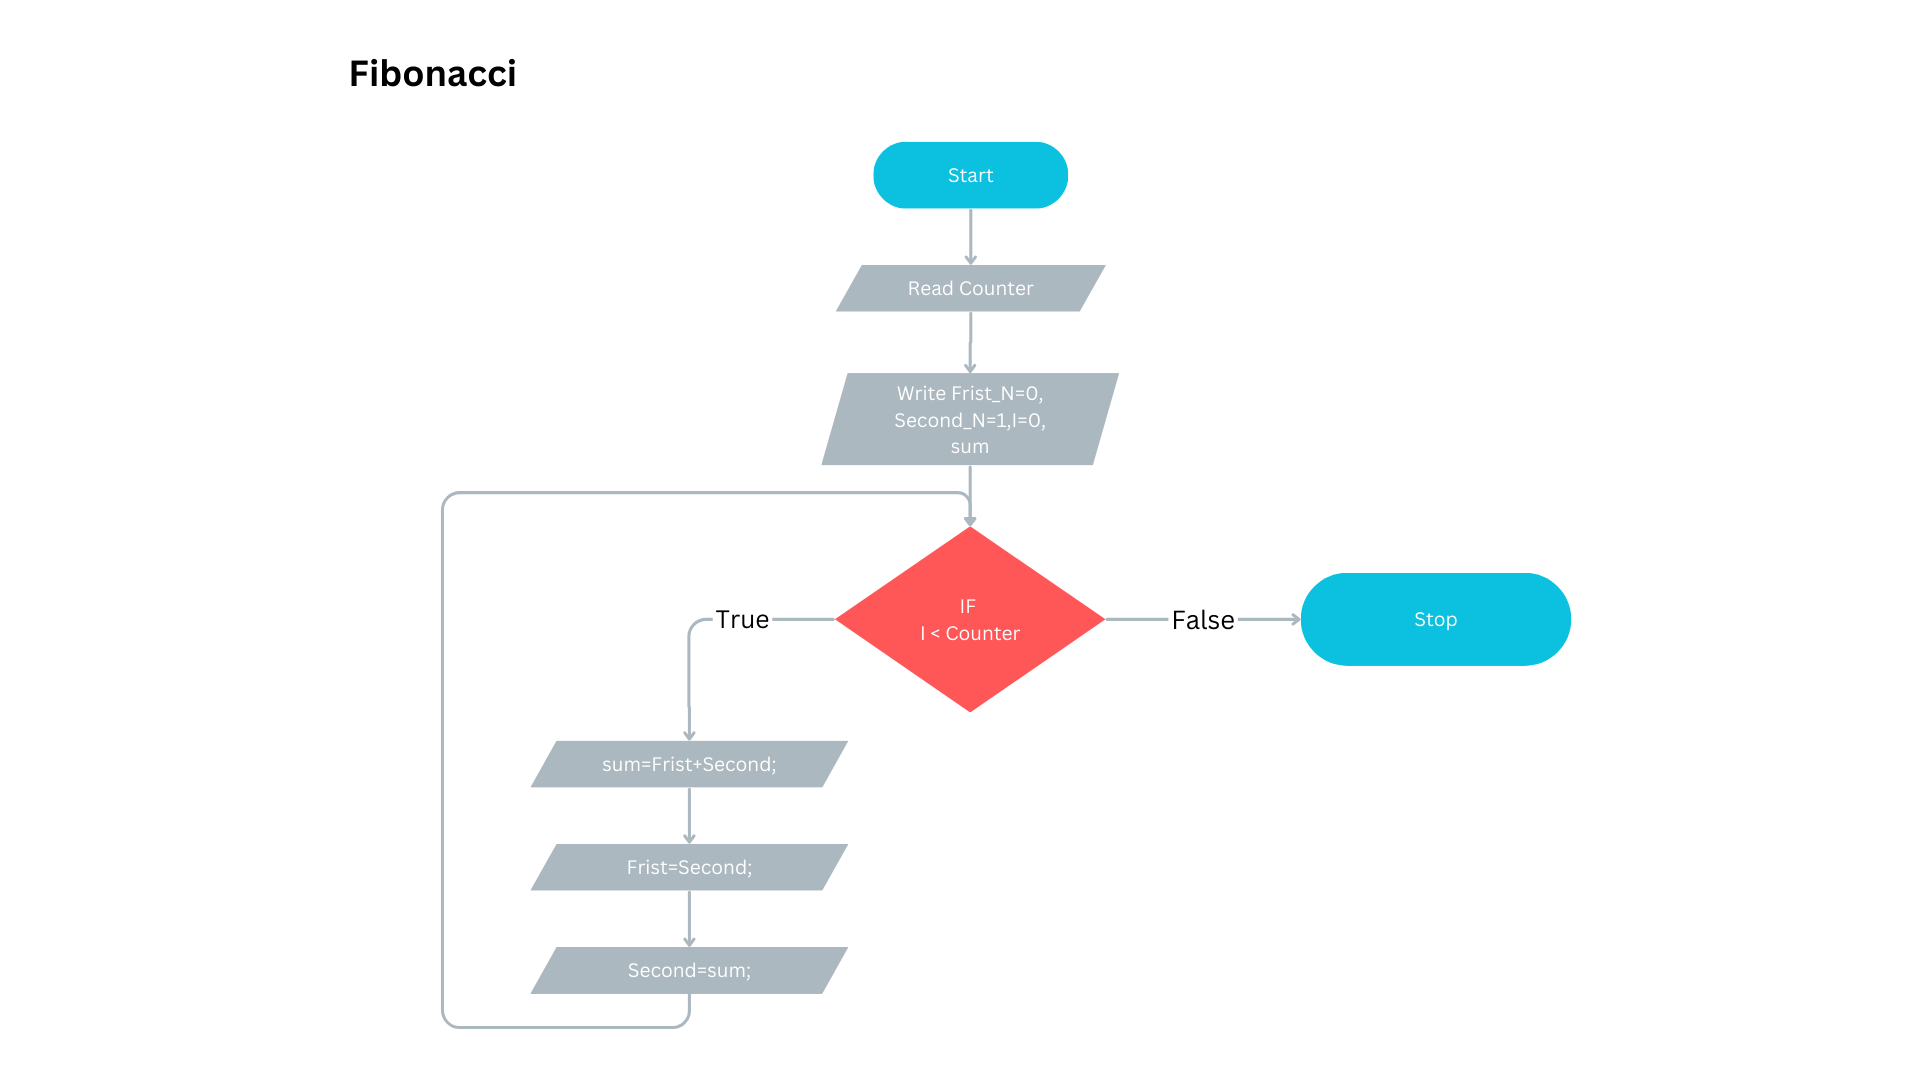 Fibonacci
Start
Read Counter
Write Frist_N=0,
Second_N=1,I=0,
sum
IF
I < Counter
True
False
Stop
sum=Frist+Second;
Frist=Second;
Second=sum;